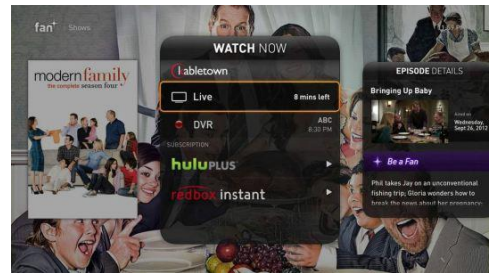 fan+ Shows
WATCH NOW
abletown
Live 8 mins left
DVR ABC
8:30 PM
SUBSCRIPTION
huluPLUS
redbox instant
modern family
the complete season four
EPISODE DETAILS
Bringing Up Baby
Aired on
Wednesday,
Sept 26, 2012
Be a Fan
Phil takes Jay on an unconventional
fishing trip; Gloria wonders how to
break the news about her pregnancy;